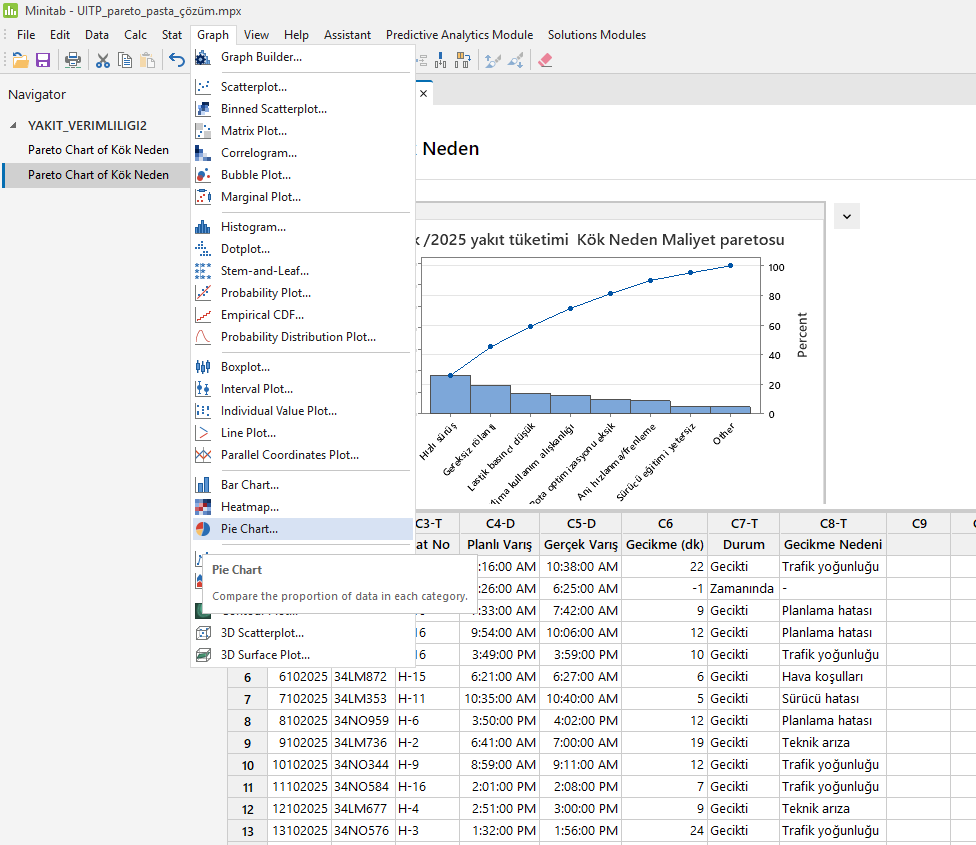 Minitab - UITP_pareto_pasta_çözüm.mpx
File Edit Data Calc Stat Graph View Help Assistant Predictive Analytics Module Solutions Modules
Navigator
YAKIT_VERIMLILIGI2
Pareto Chart of Kök Neden
Pareto Chart of Kök Neden
Graph Builder...
Scatterplot...
Binned Scatterplot...
Matrix Plot...
Correlogram...
Bubble Plot...
Marginal Plot...
Histogram...
Dotplot...
Stem-and-Leaf...
Probability Plot...
Empirical CDF...
Probability Distribution Plot...
Boxplot...
Interval Plot...
Individual Value Plot...
Line Plot...
Parallel Coordinates Plot...
Bar Chart...
Heatmap...
Pie Chart...
Pie Chart
Compare the proportion of data in each category.
3D Scatterplot...
3D Surface Plot...
Neden
/2025 yakıt tüketimi Kök Neden Maliyet paretosu
100
80
60
40
20
0
Percent
Hızlı sürüş
Gereksiz rölanti
Lastik basıncı düşük
kullanım alışkanlığı
optimizasyonu eksik
Ani hızlanma/frenleme
Sürücü eğitimi yetersiz
Other
C3-T C4-D C5-D C6 C7-T C8-T C9
at No Planlı Varış Gerçek Varış Gecikme (dk) Durum Gecikme Nedeni
:16:00 AM 10:38:00 AM 22 Gecikti Trafik yoğunluğu
:26:00 AM 6:25:00 AM -1 Zamanında -
:33:00 AM 7:42:00 AM 9 Gecikti Planlama hatası
16 9:54:00 AM 10:06:00 AM 12 Gecikti Planlama hatası
16 3:49:00 PM 3:59:00 PM 10 Gecikti Trafik yoğunluğu
6 6102025 34LM872 H-15 6:21:00 AM 6:27:00 AM 6 Gecikti Hava koşulları
7 7102025 34LM353 H-11 10:35:00 AM 10:40:00 AM 5 Gecikti Sürücü hatası
8 8102025 34NO959 H-6 3:50:00 PM 4:02:00 PM 12 Gecikti Planlama hatası
9 9102025 34LM736 H-2 6:41:00 AM 7:00:00 AM 19 Gecikti Teknik arıza
10 10102025 34NO344 H-9 8:59:00 AM 9:11:00 AM 12 Gecikti Trafik yoğunluğu
11 11102025 34NO584 H-16 2:01:00 PM 2:08:00 PM 7 Gecikti Trafik yoğunluğu
12 12102025 34LM677 H-4 2:51:00 PM 3:00:00 PM 9 Gecikti Teknik arıza
13 13102025 34NO576 H-3 1:32:00 PM 1:56:00 PM 24 Gecikti Trafik yoğunluğu